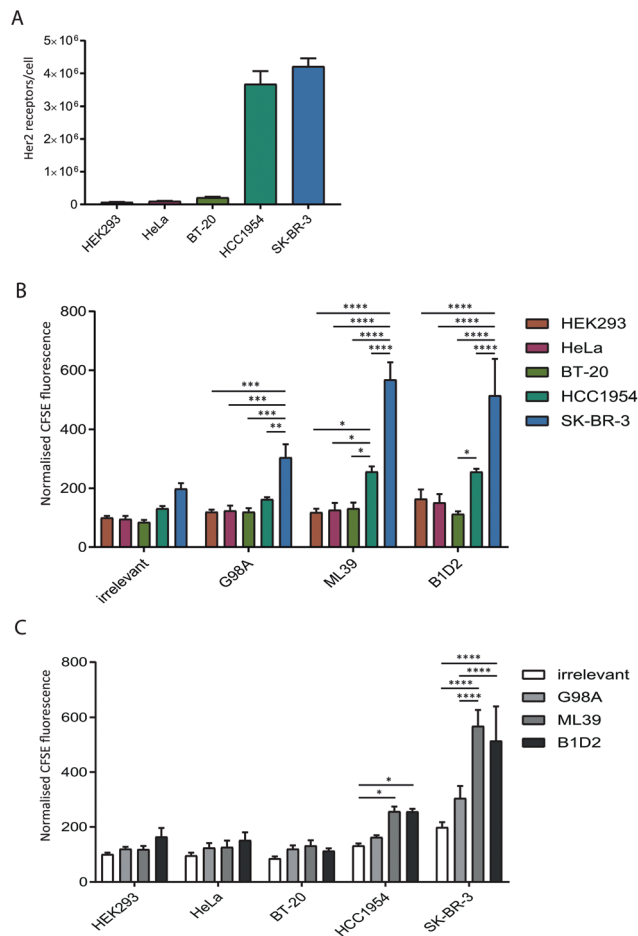 A
Her2 receptors/cell
5×10⁶
4×10⁶
3×10⁶
2×10⁶
1×10⁶
0
HEK293
HeLa
BT-20
HCC1954
SK-BR-3
B
Normalised CFSE fluorescence
800
600
400
200
0
**** ****
**** ****
**** ****
**** ****
***
***
***
**
*
*
*
*
irrelevant
G98A
ML39
B1D2
HEK293
HeLa
BT-20
HCC1954
SK-BR-3
C
Normalised CFSE fluorescence
800
600
400
200
0
****
****
****
****
*
*
HEK293
HeLa
BT-20
HCC1954
SK-BR-3
irrelevant
G98A
ML39
B1D2